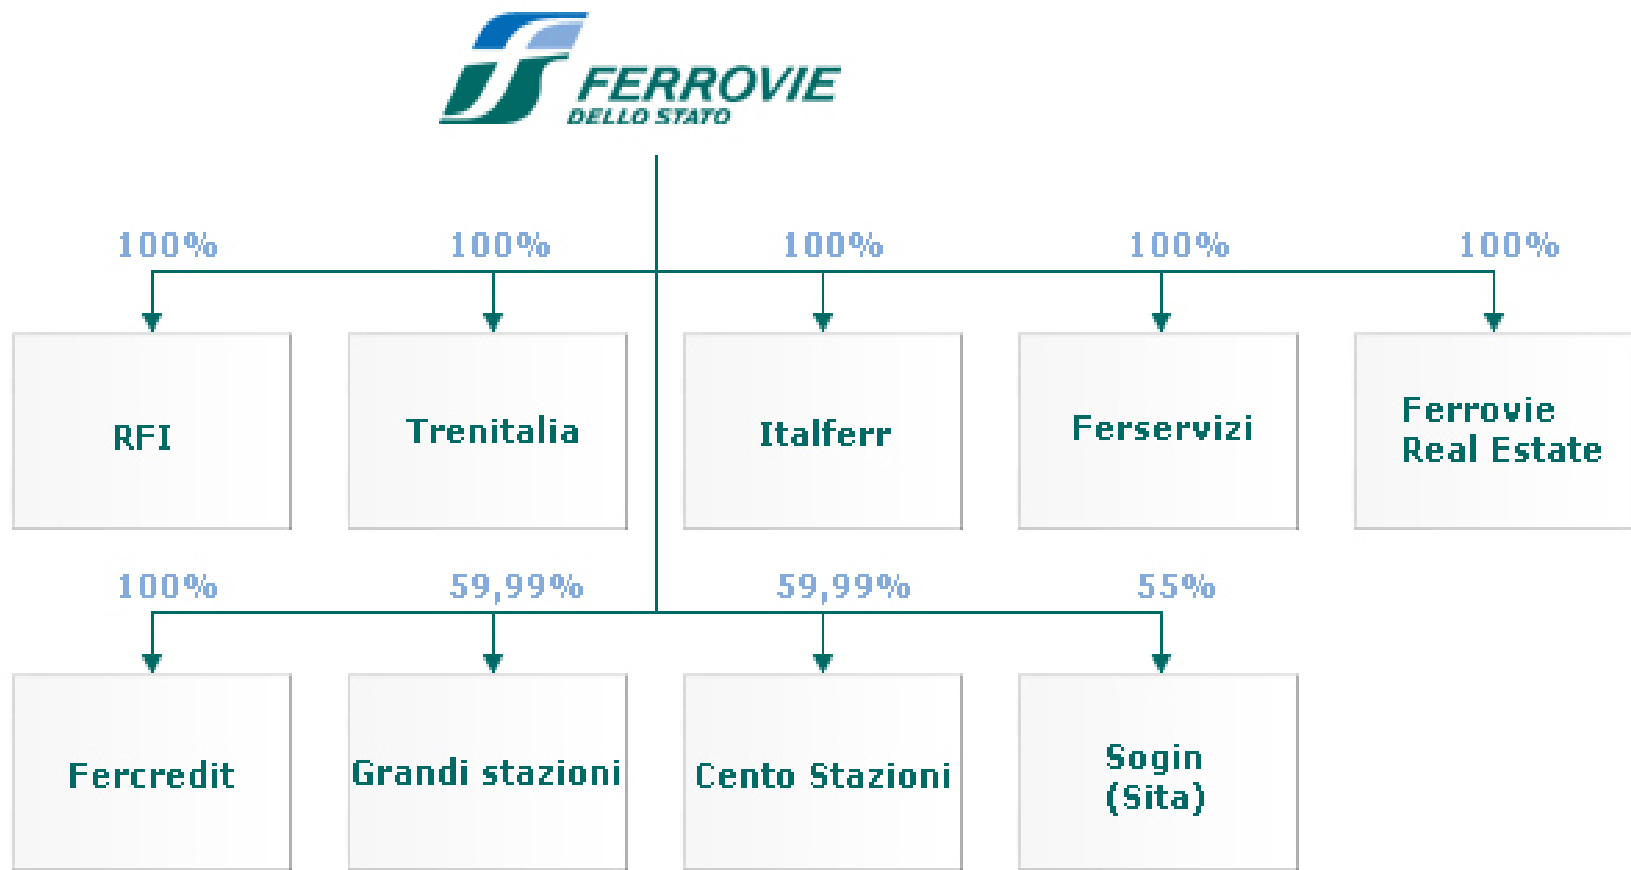 FERROVIE
DELLO STATO
100% 100% 100% 100% 100%
RFI
Trenitalia
Italferr
Ferservizi
Ferrovie
Real Estate
100% 59,99% 59,99% 55%
Fercredit
Grandi stazioni
Cento Stazioni
Sogin
(Sita)